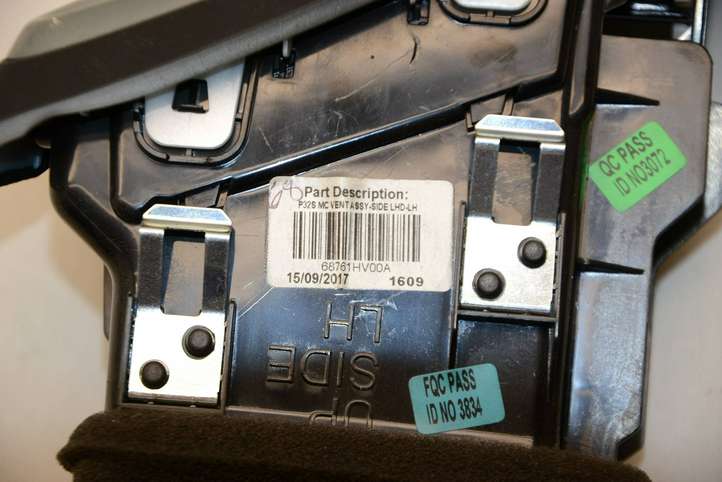 Part Description:
P32S MC VENT ASSY-SIDE LHD-LH
68761HV00A
15/09/2017 1609
QC PASS
ID NO3072
LH
SIDE
UP
FQC PASS
ID NO 3834